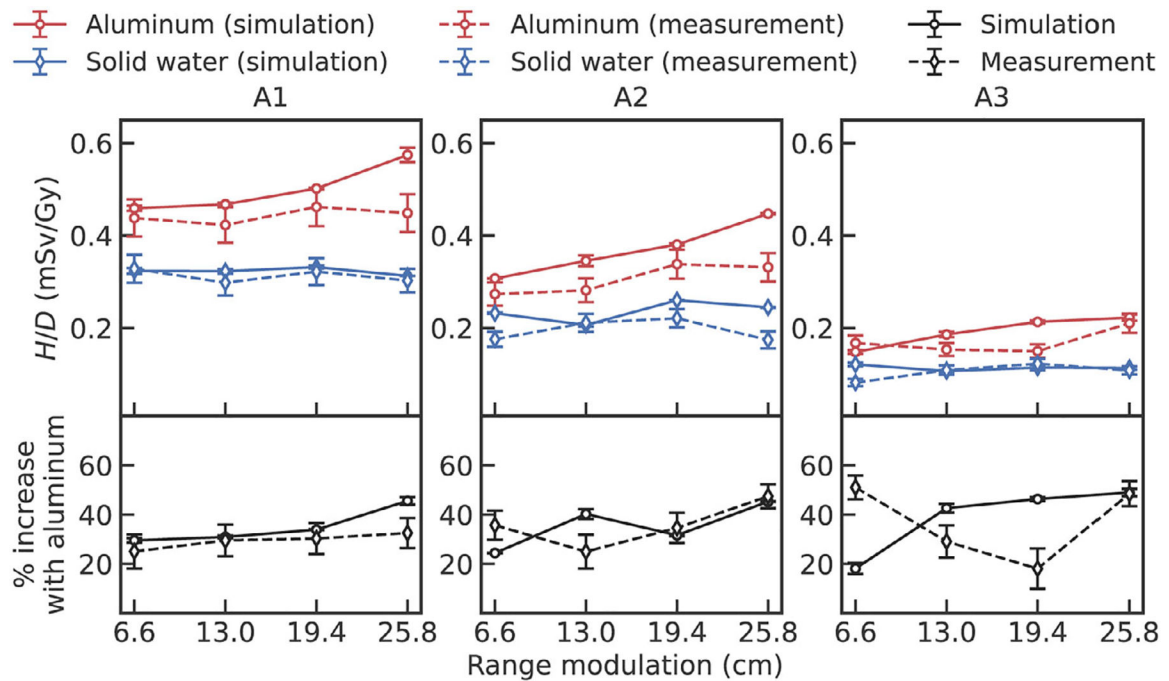 Aluminum (simulation) Aluminum (measurement) Simulation
Solid water (simulation) Solid water (measurement) Measurement
A1 A2 A3
0.6 0.6 0.6
0.4 0.4 0.4
0.2 0.2 0.2
H/D (mSv/Gy)
60 60 60
40 40 40
20 20 20
% increase
with aluminum
6.6 13.0 19.4 25.8 6.6 13.0 19.4 25.8 6.6 13.0 19.4 25.8
Range modulation (cm)